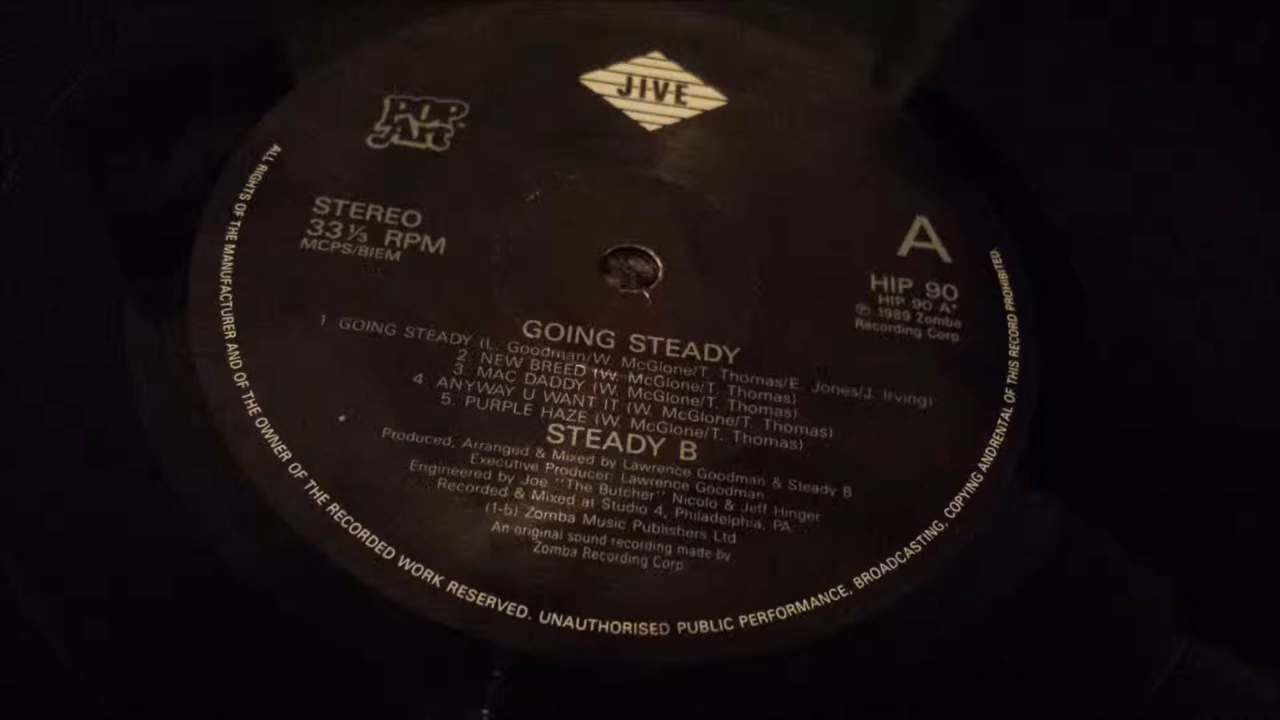 JIVE
POP
Art
STEREO
33⅓ RPM
MCPS/BIEM
A
HIP 90
HIP 90 A*
℗ 1989 Zomba
Recording Corp.
GOING STEADY
1. GOING STEADY (L. Goodman/W. McGlone/T. Thomas/E. Jones/J. Irving)
2. NEW BREED (W. McGlone/T. Thomas)
3. MAC DADDY (W. McGlone/T. Thomas)
4. ANYWAY U WANT IT (W. McGlone/T. Thomas)
5. PURPLE HAZE (W. McGlone/T. Thomas)
STEADY B
Produced, Arranged & Mixed by Lawrence Goodman & Steady B
Executive Producer: Lawrence Goodman
Engineered by Joe "The Butcher" Nicolo & Jeff Hinger
Recorded & Mixed at Studio 4, Philadelphia, PA
(1-b) Zomba Music Publishers Ltd
An original sound recording made by
Zomba Recording Corp.
ALL RIGHTS OF THE MANUFACTURER AND OF THE OWNER OF THE RECORDED WORK RESERVED. UNAUTHORISED PUBLIC PERFORMANCE, BROADCASTING, COPYING ANDRENTAL OF THIS RECORD PROHIBITED.